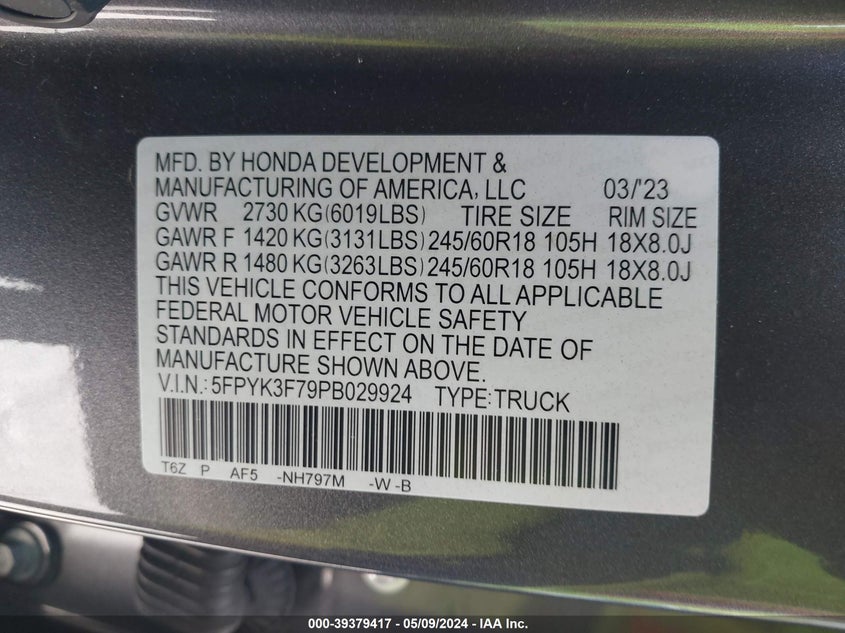 MFD. BY HONDA DEVELOPMENT &
MANUFACTURING OF AMERICA, LLC 03/'23
GVWR 2730 KG(6019LBS) TIRE SIZE RIM SIZE
GAWR F 1420 KG(3131LBS) 245/60R18 105H 18X8.0J
GAWR R 1480 KG(3263LBS) 245/60R18 105H 18X8.0J
THIS VEHICLE CONFORMS TO ALL APPLICABLE
FEDERAL MOTOR VEHICLE SAFETY
STANDARDS IN EFFECT ON THE DATE OF
MANUFACTURE SHOWN ABOVE.
V.I.N.: 5FPYK3F79PB029924 TYPE:TRUCK
T6Z P AF5 -NH797M -W -B
000-39379417 - 05/09/2024 - IAA Inc.